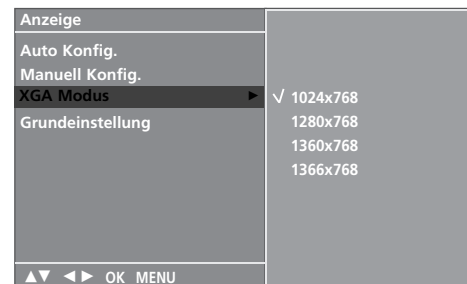 Anzeige
Auto Konfig.
Manuell Konfig.
XGA Modus ►
Grundeinstellung
√ 1024x768
1280x768
1360x768
1366x768
▲▼ ◄► OK MENU